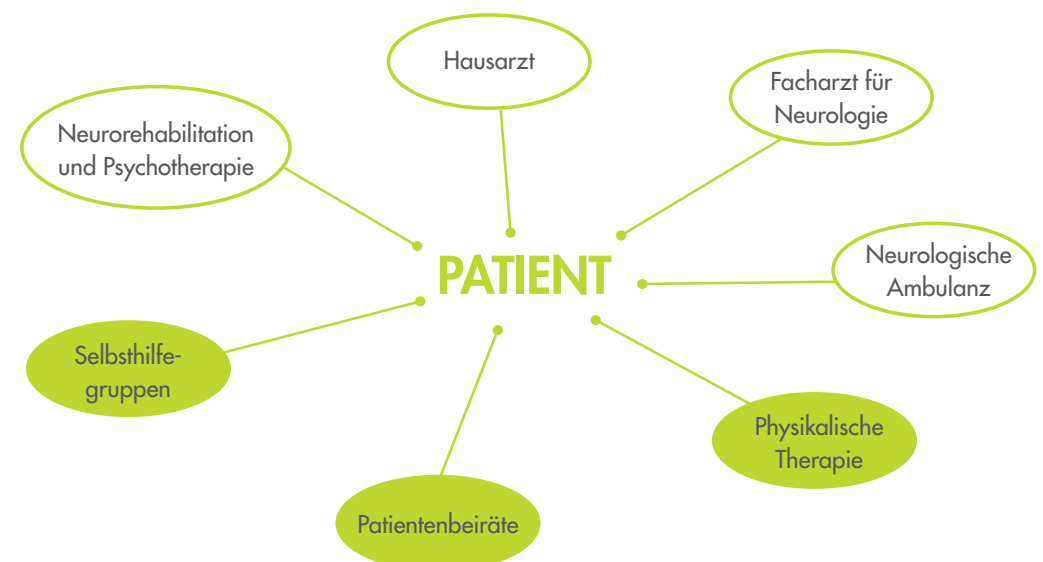 Hausarzt
Facharzt für
Neurologie
Neurorehabilitation
und Psychotherapie
Neurologische
Ambulanz
PATIENT
Selbsthilfe-
gruppen
Physikalische
Therapie
Patientenbeiräte